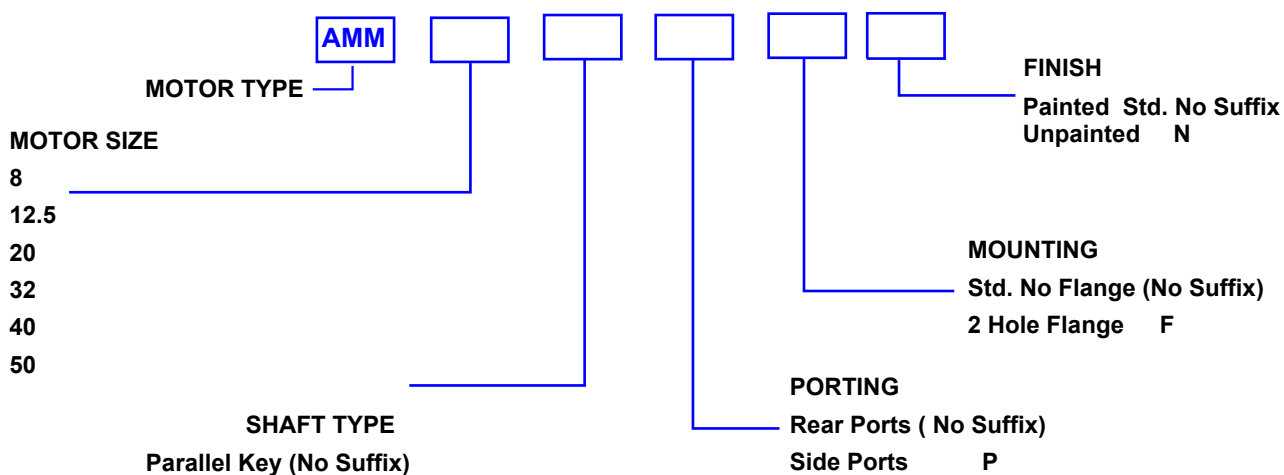 AMM
MOTOR TYPE
MOTOR SIZE
8
12.5
20
32
40
50
SHAFT TYPE
Parallel Key (No Suffix)
PORTING
Rear Ports ( No Suffix)
Side Ports P
MOUNTING
Std. No Flange (No Suffix)
2 Hole Flange F
FINISH
Painted Std. No Suffix
Unpainted N